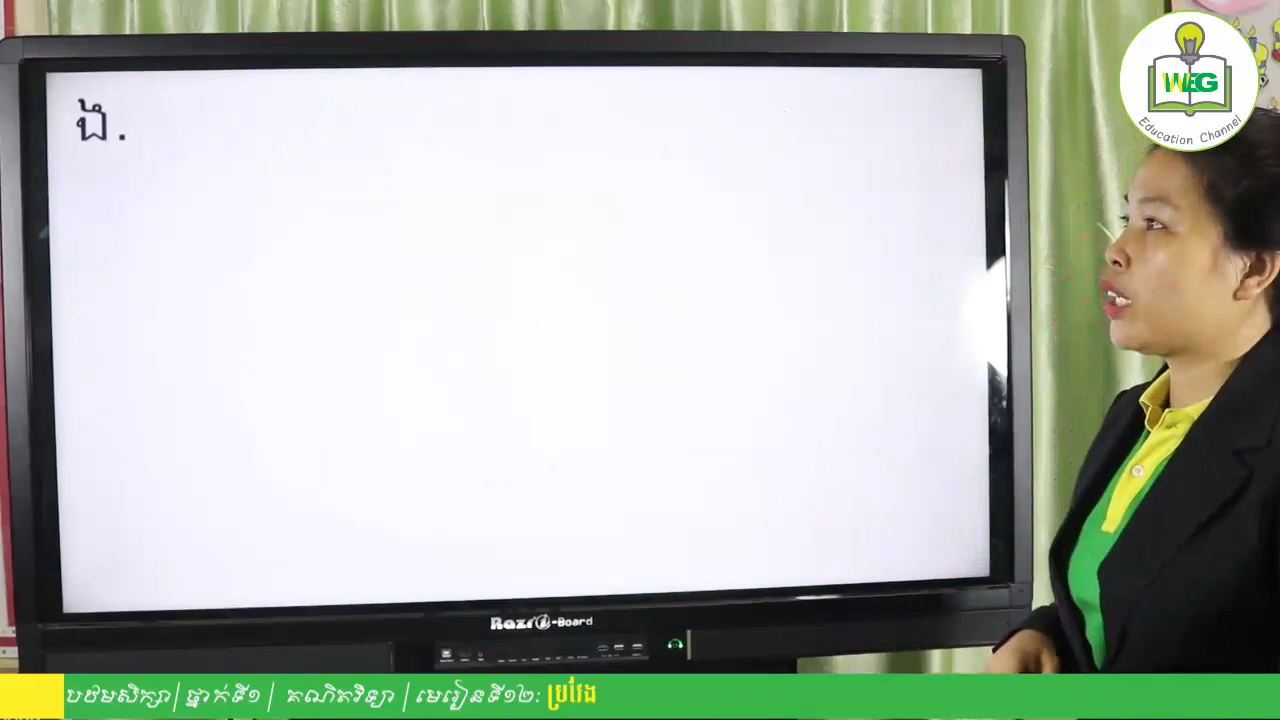 ង.
WEG
Education Channel
Razr i-Board
បឋមសិក្សា| ថ្នាក់ទី១ | គណិតវិទ្យា | មេរៀនទី១២: ប្រវែង